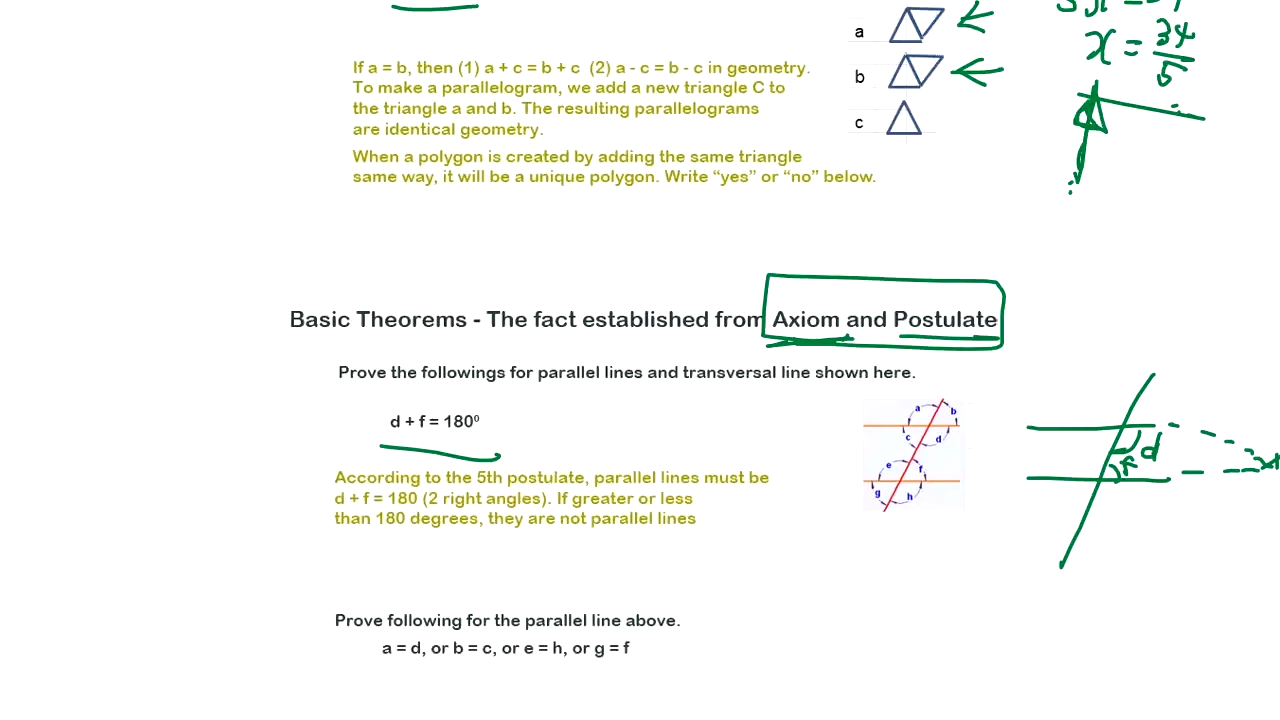 a
x = 34/5
If a = b, then (1) a + c = b + c (2) a - c = b - c in geometry.
b
To make a parallelogram, we add a new triangle C to
the triangle a and b. The resulting parallelograms
c
are identical geometry.
When a polygon is created by adding the same triangle
same way, it will be a unique polygon. Write “yes” or “no” below.
Basic Theorems - The fact established from Axiom and Postulate
Prove the followings for parallel lines and transversal line shown here.
d + f = 180⁰
a b
c d
e f
g h
d
f
According to the 5th postulate, parallel lines must be
d + f = 180 (2 right angles). If greater or less
than 180 degrees, they are not parallel lines
Prove following for the parallel line above.
a = d, or b = c, or e = h, or g = f